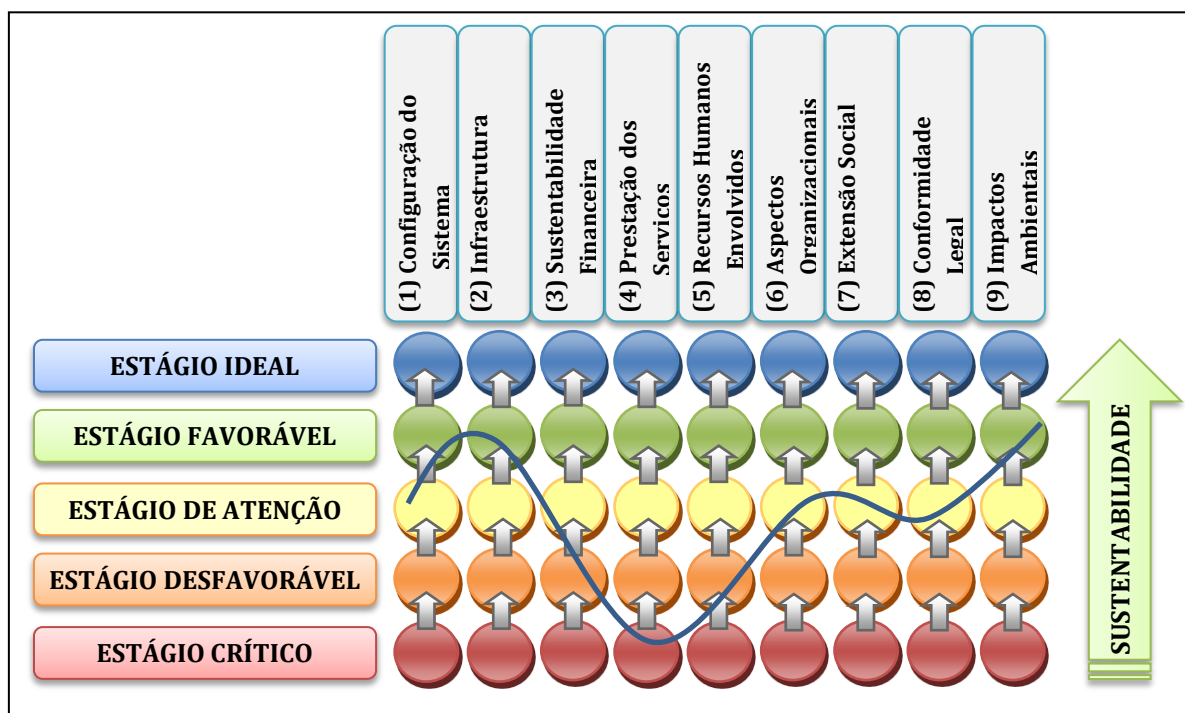 (1) Configuração do
Sistema
(2) Infraestrutura
(3) Sustentabilidade
Financeira
(4) Prestação dos
Servicos
(5) Recursos Humanos
Envolvidos
(6) Aspectos
Organizacionais
(7) Extensão Social
(8) Conformidade
Legal
(9) Impactos
Ambientais
ESTÁGIO IDEAL
ESTÁGIO FAVORÁVEL
ESTÁGIO DE ATENÇÃO
ESTÁGIO DESFAVORÁVEL
ESTÁGIO CRÍTICO
SUSTENTABILIDADE